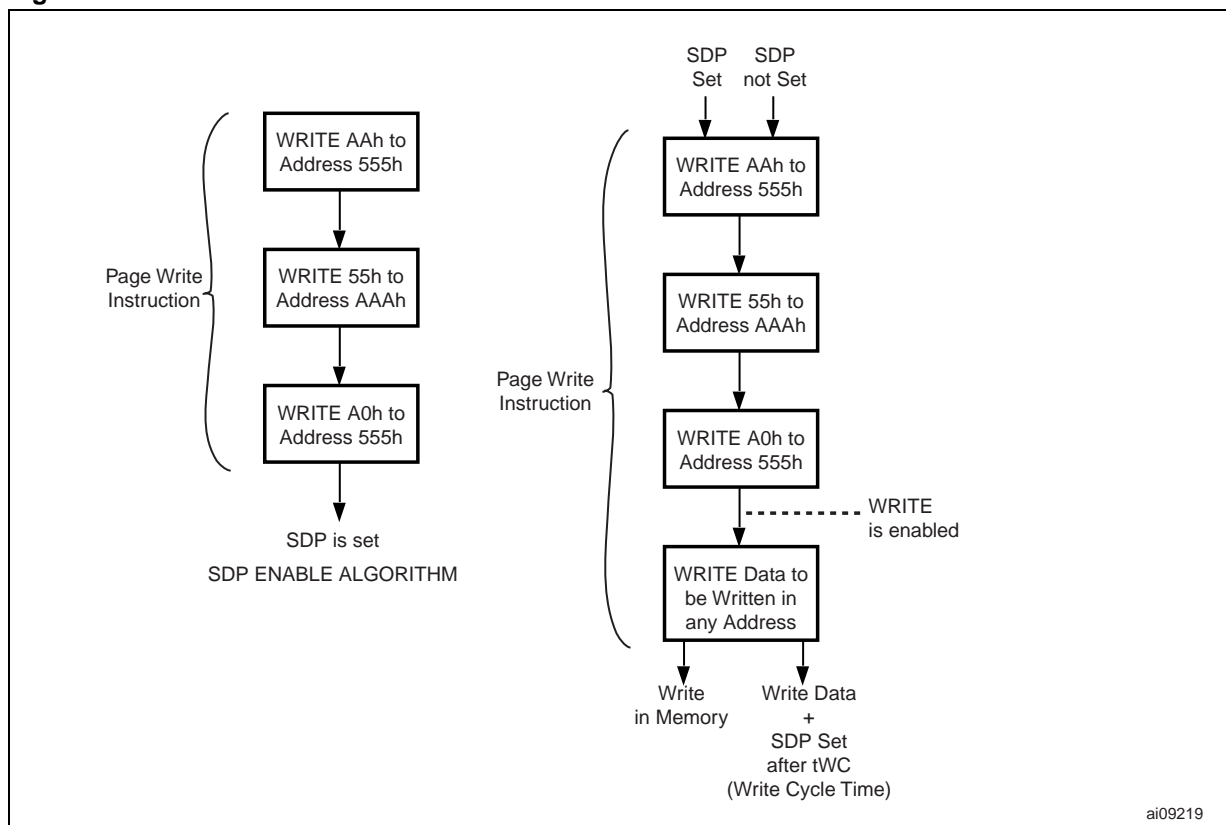 WRITE AAh to
Address 555h
WRITE 55h to
Address AAAh
WRITE A0h to
Address 555h
Page Write
Instruction
SDP is set
SDP ENABLE ALGORITHM
SDP
Set
SDP
not Set
WRITE AAh to
Address 555h
WRITE 55h to
Address AAAh
WRITE A0h to
Address 555h
Page Write
Instruction
WRITE
is enabled
WRITE Data to
be Written in
any Address
Write
in Memory
Write Data
+
SDP Set
after tWC
(Write Cycle Time)
ai09219